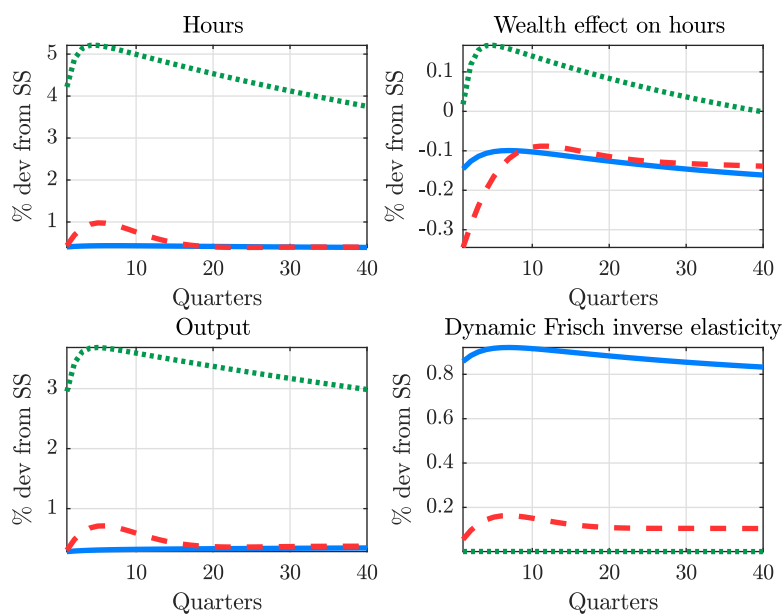 Hours
% dev from SS
5
4
3
2
1
10 20 30 40
Quarters
Wealth effect on hours
% dev from SS
0.1
0
-0.1
-0.2
-0.3
10 20 30 40
Quarters
Output
% dev from SS
3
2
1
10 20 30 40
Quarters
Dynamic Frisch inverse elasticity
% dev from SS
0.8
0.6
0.4
0.2
10 20 30 40
Quarters